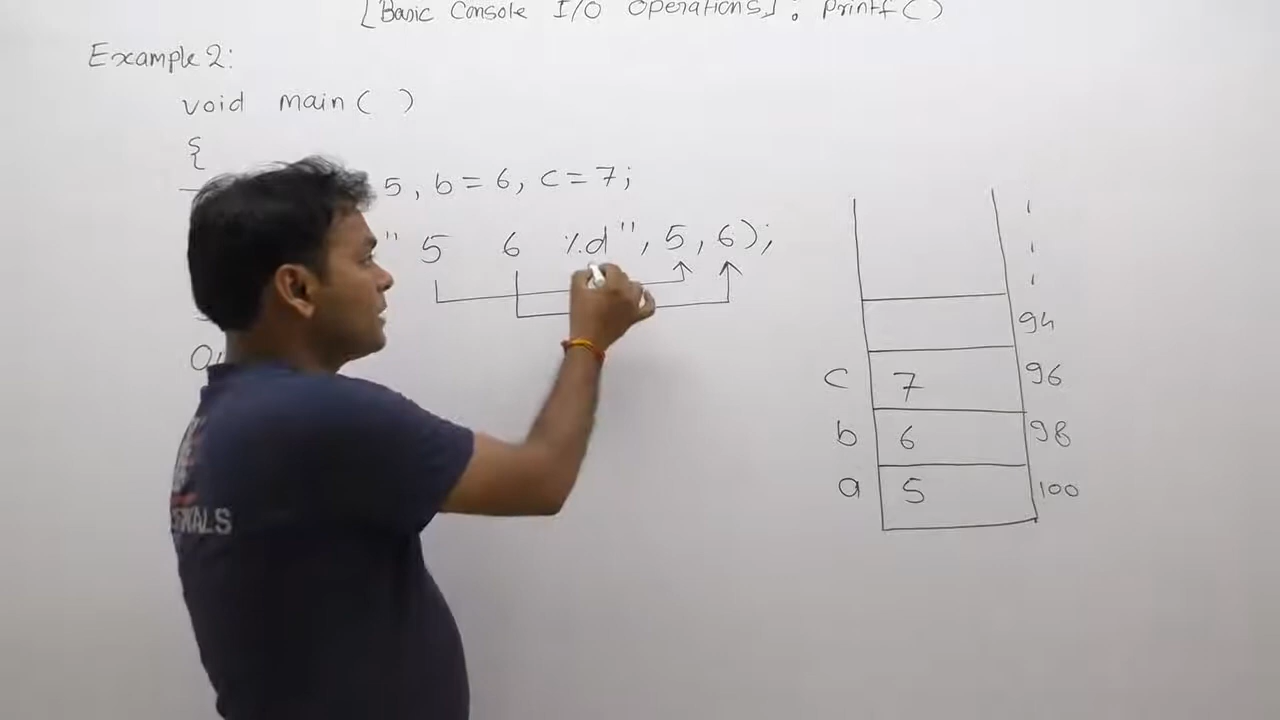 [Basic Console I/O Operations]: Printf ( )
Example 2:
void main ( )
{
5, b = 6, c = 7;
" 5 6 %d", 5, 6);
94
c 7 96
b 6 98
a 5 100
WALS